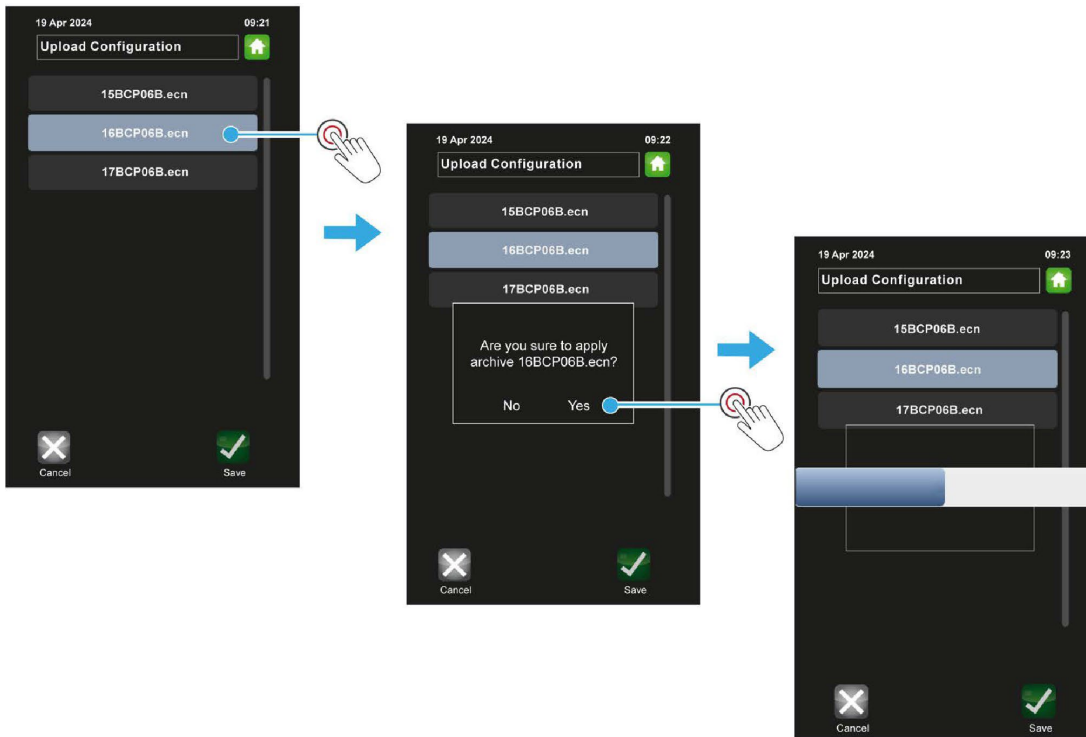 19 Apr 2024 09:21
Upload Configuration
15BCP06B.ecn
16BCP06B.ecn
17BCP06B.ecn
Cancel Save
19 Apr 2024 09:22
Upload Configuration
15BCP06B.ecn
16BCP06B.ecn
17BCP06B.ecn
Are you sure to apply
archive 16BCP06B.ecn?
No Yes
Cancel Save
19 Apr 2024 09:23
Upload Configuration
15BCP06B.ecn
16BCP06B.ecn
17BCP06B.ecn
Cancel Save